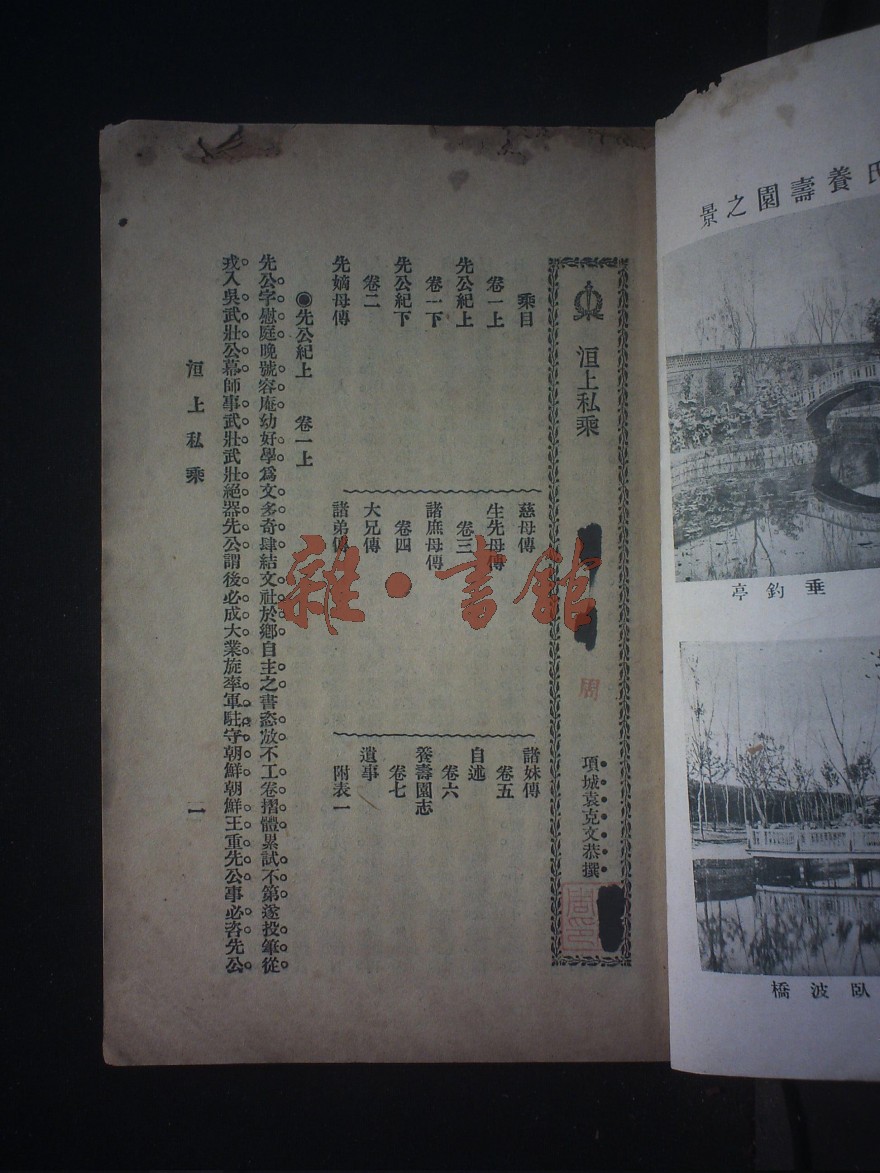 氏養壽園之景
垂釣亭
臥波橋
洹上私乘
項城袁克文恭撰
周
乘目
卷一上
先公紀上
卷一下
先公紀下
卷二
先嫡母傳
慈母傳
生先母傳
卷三
諸庶母傳
卷四
大兄傳
諸弟傳
諸妹傳
卷五
自述
卷六
養壽園志
卷七
遺事
附表一
◉先公紀上 卷一上
先公字慰庭晚號容庵幼好學爲文多奇肆結文社於鄉自主之書恣放不工卷摺體累試不第遂投筆從
戎入吳武壯公幕師事武壯武壯絕器先公謂後必成大業旋率軍駐守朝鮮朝鮮王重先公事必咨先公
洹上私乘
一
雜·書館